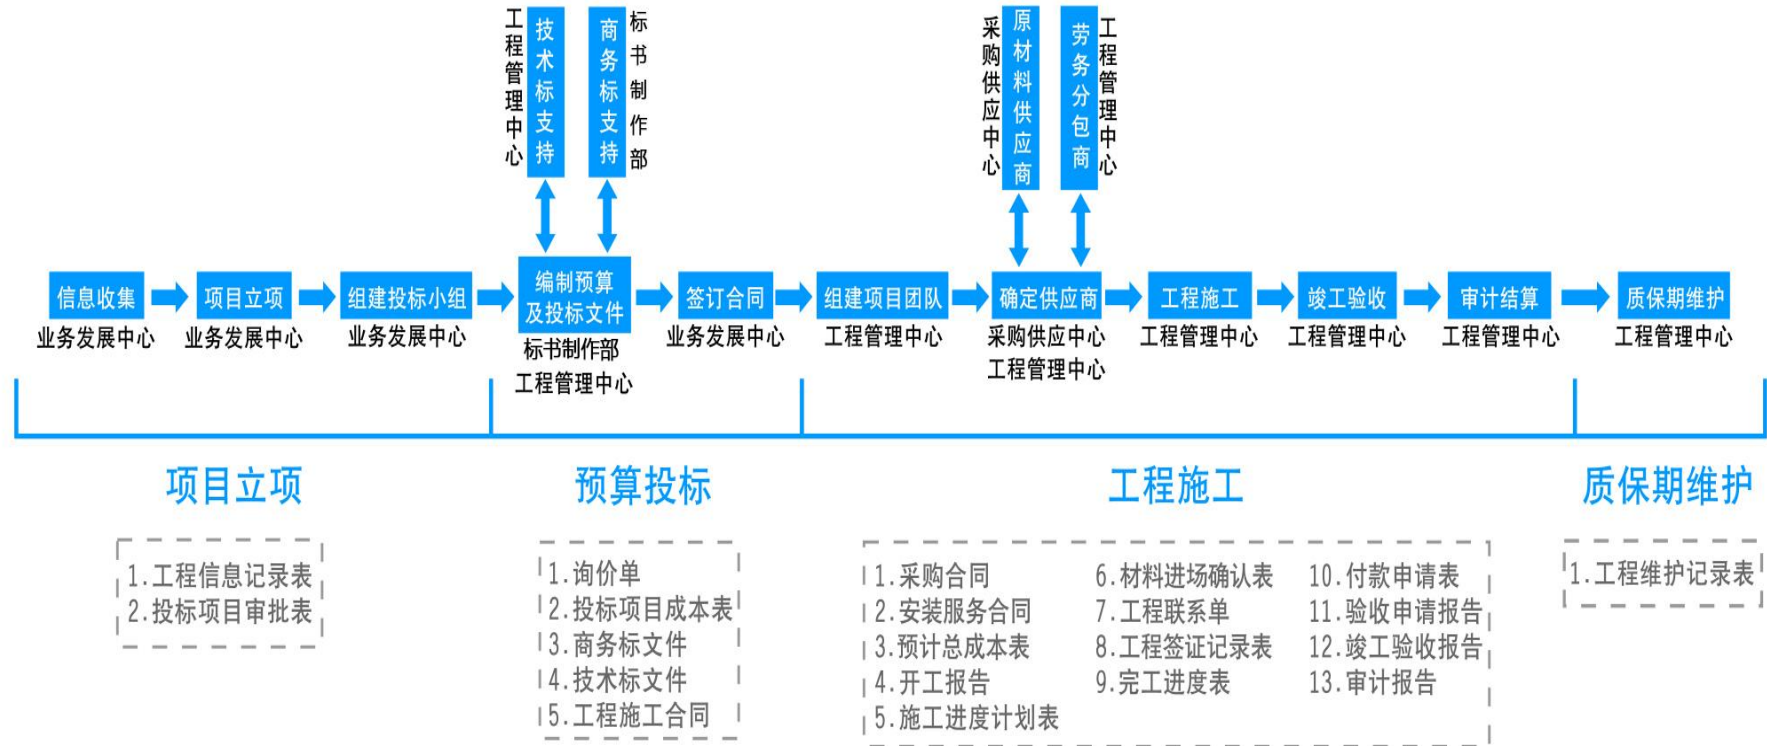 工程管理中心
技术标支持
商务标支持
标书制作部
采购供应中心
原材料供应商
劳务分包商
工程管理中心
信息收集
业务发展中心
项目立项
业务发展中心
组建投标小组
业务发展中心
编制预算
及投标文件
标书制作部
工程管理中心
签订合同
业务发展中心
组建项目团队
工程管理中心
确定供应商
采购供应中心
工程管理中心
工程施工
工程管理中心
竣工验收
工程管理中心
审计结算
工程管理中心
质保期维护
工程管理中心
项目立项
1.工程信息记录表
2.投标项目审批表
预算投标
1.询价单
2.投标项目成本表
3.商务标文件
4.技术标文件
5.工程施工合同
工程施工
1.采购合同
2.安装服务合同
3.预计总成本表
4.开工报告
5.施工进度计划表
6.材料进场确认表
7.工程联系单
8.工程签证记录表
9.完工进度表
10.付款申请表
11.验收申请报告
12.竣工验收报告
13.审计报告
质保期维护
1.工程维护记录表